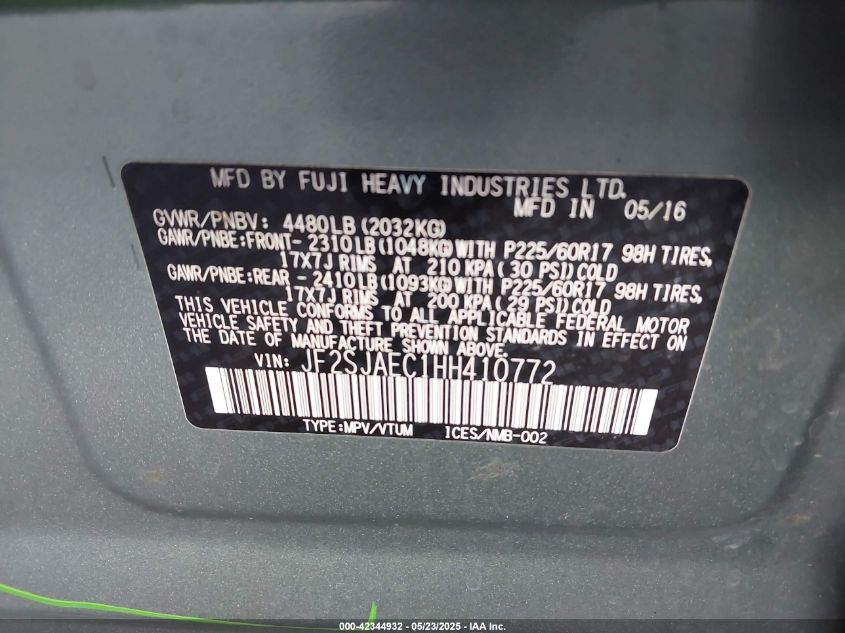 MFD BY FUJI HEAVY INDUSTRIES LTD.
MFD IN 05/16
GVWR/PNBV: 4480LB (2032KG)
GAWR/PNBE:FRONT- 2310LB(1048KG)WITH P225/60R17 98H TIRES,
17X7J RIMS AT 210 KPA(30 PSI)COLD
GAWR/PNBE:REAR - 2410LB(1093KG)WITH P225/60R17 98H TIRES,
17X7J RIMS AT 200 KPA(29 PSI)COLD
THIS VEHICLE CONFORMS TO ALL APPLICABLE FEDERAL MOTOR
VEHICLE SAFETY AND THEFT PREVENTION STANDARDS IN EFFECT ON
THE DATE OF MANUFACTURE SHOWN ABOVE.
VIN: JF2SJAEC1HH410772
TYPE:MPV/VTUM ICES/NMB-002
000-42344932 - 05/23/2025 - IAA Inc.